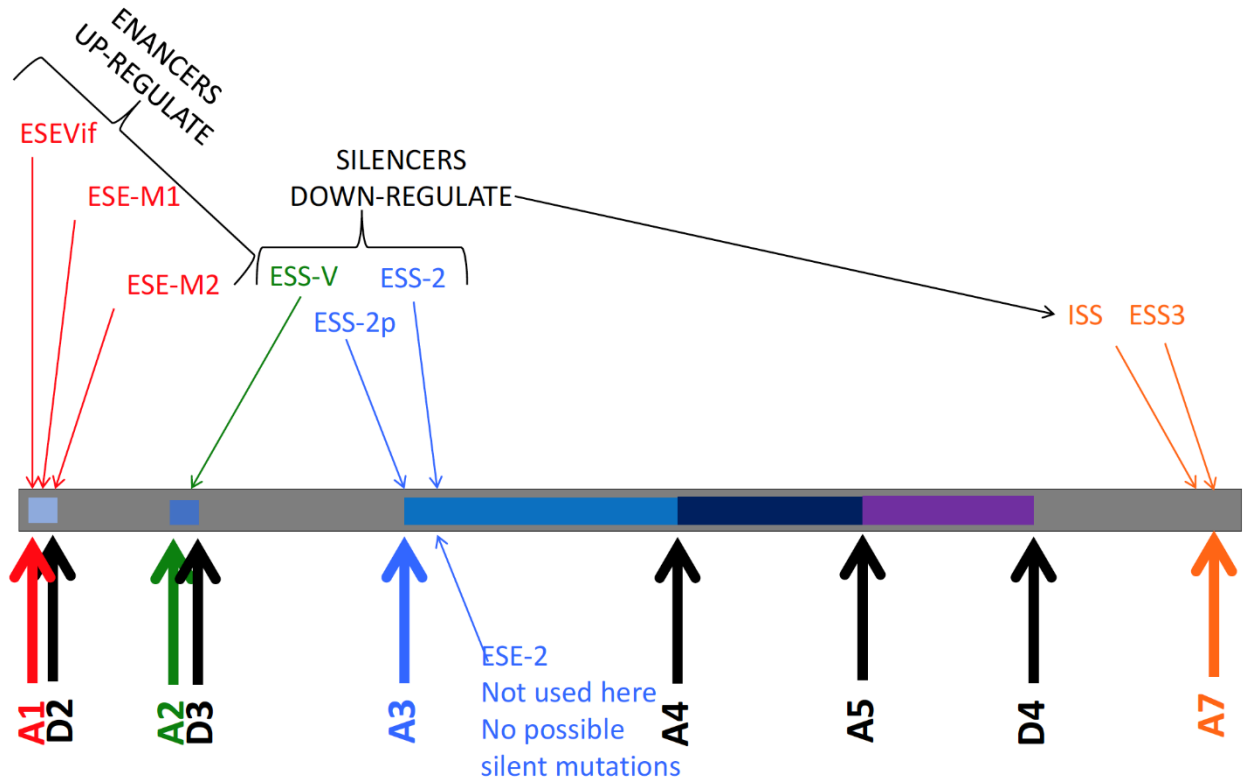 ENANCERS
UP-REGULATE
ESEVif
ESE-M1
ESE-M2
SILENCERS
DOWN-REGULATE
ESS-V
ESS-2
ESS-2p
ISS
ESS3
A1
D2
A2
D3
A3
ESE-2
Not used here
No possible
silent mutations
A4
A5
D4
A7